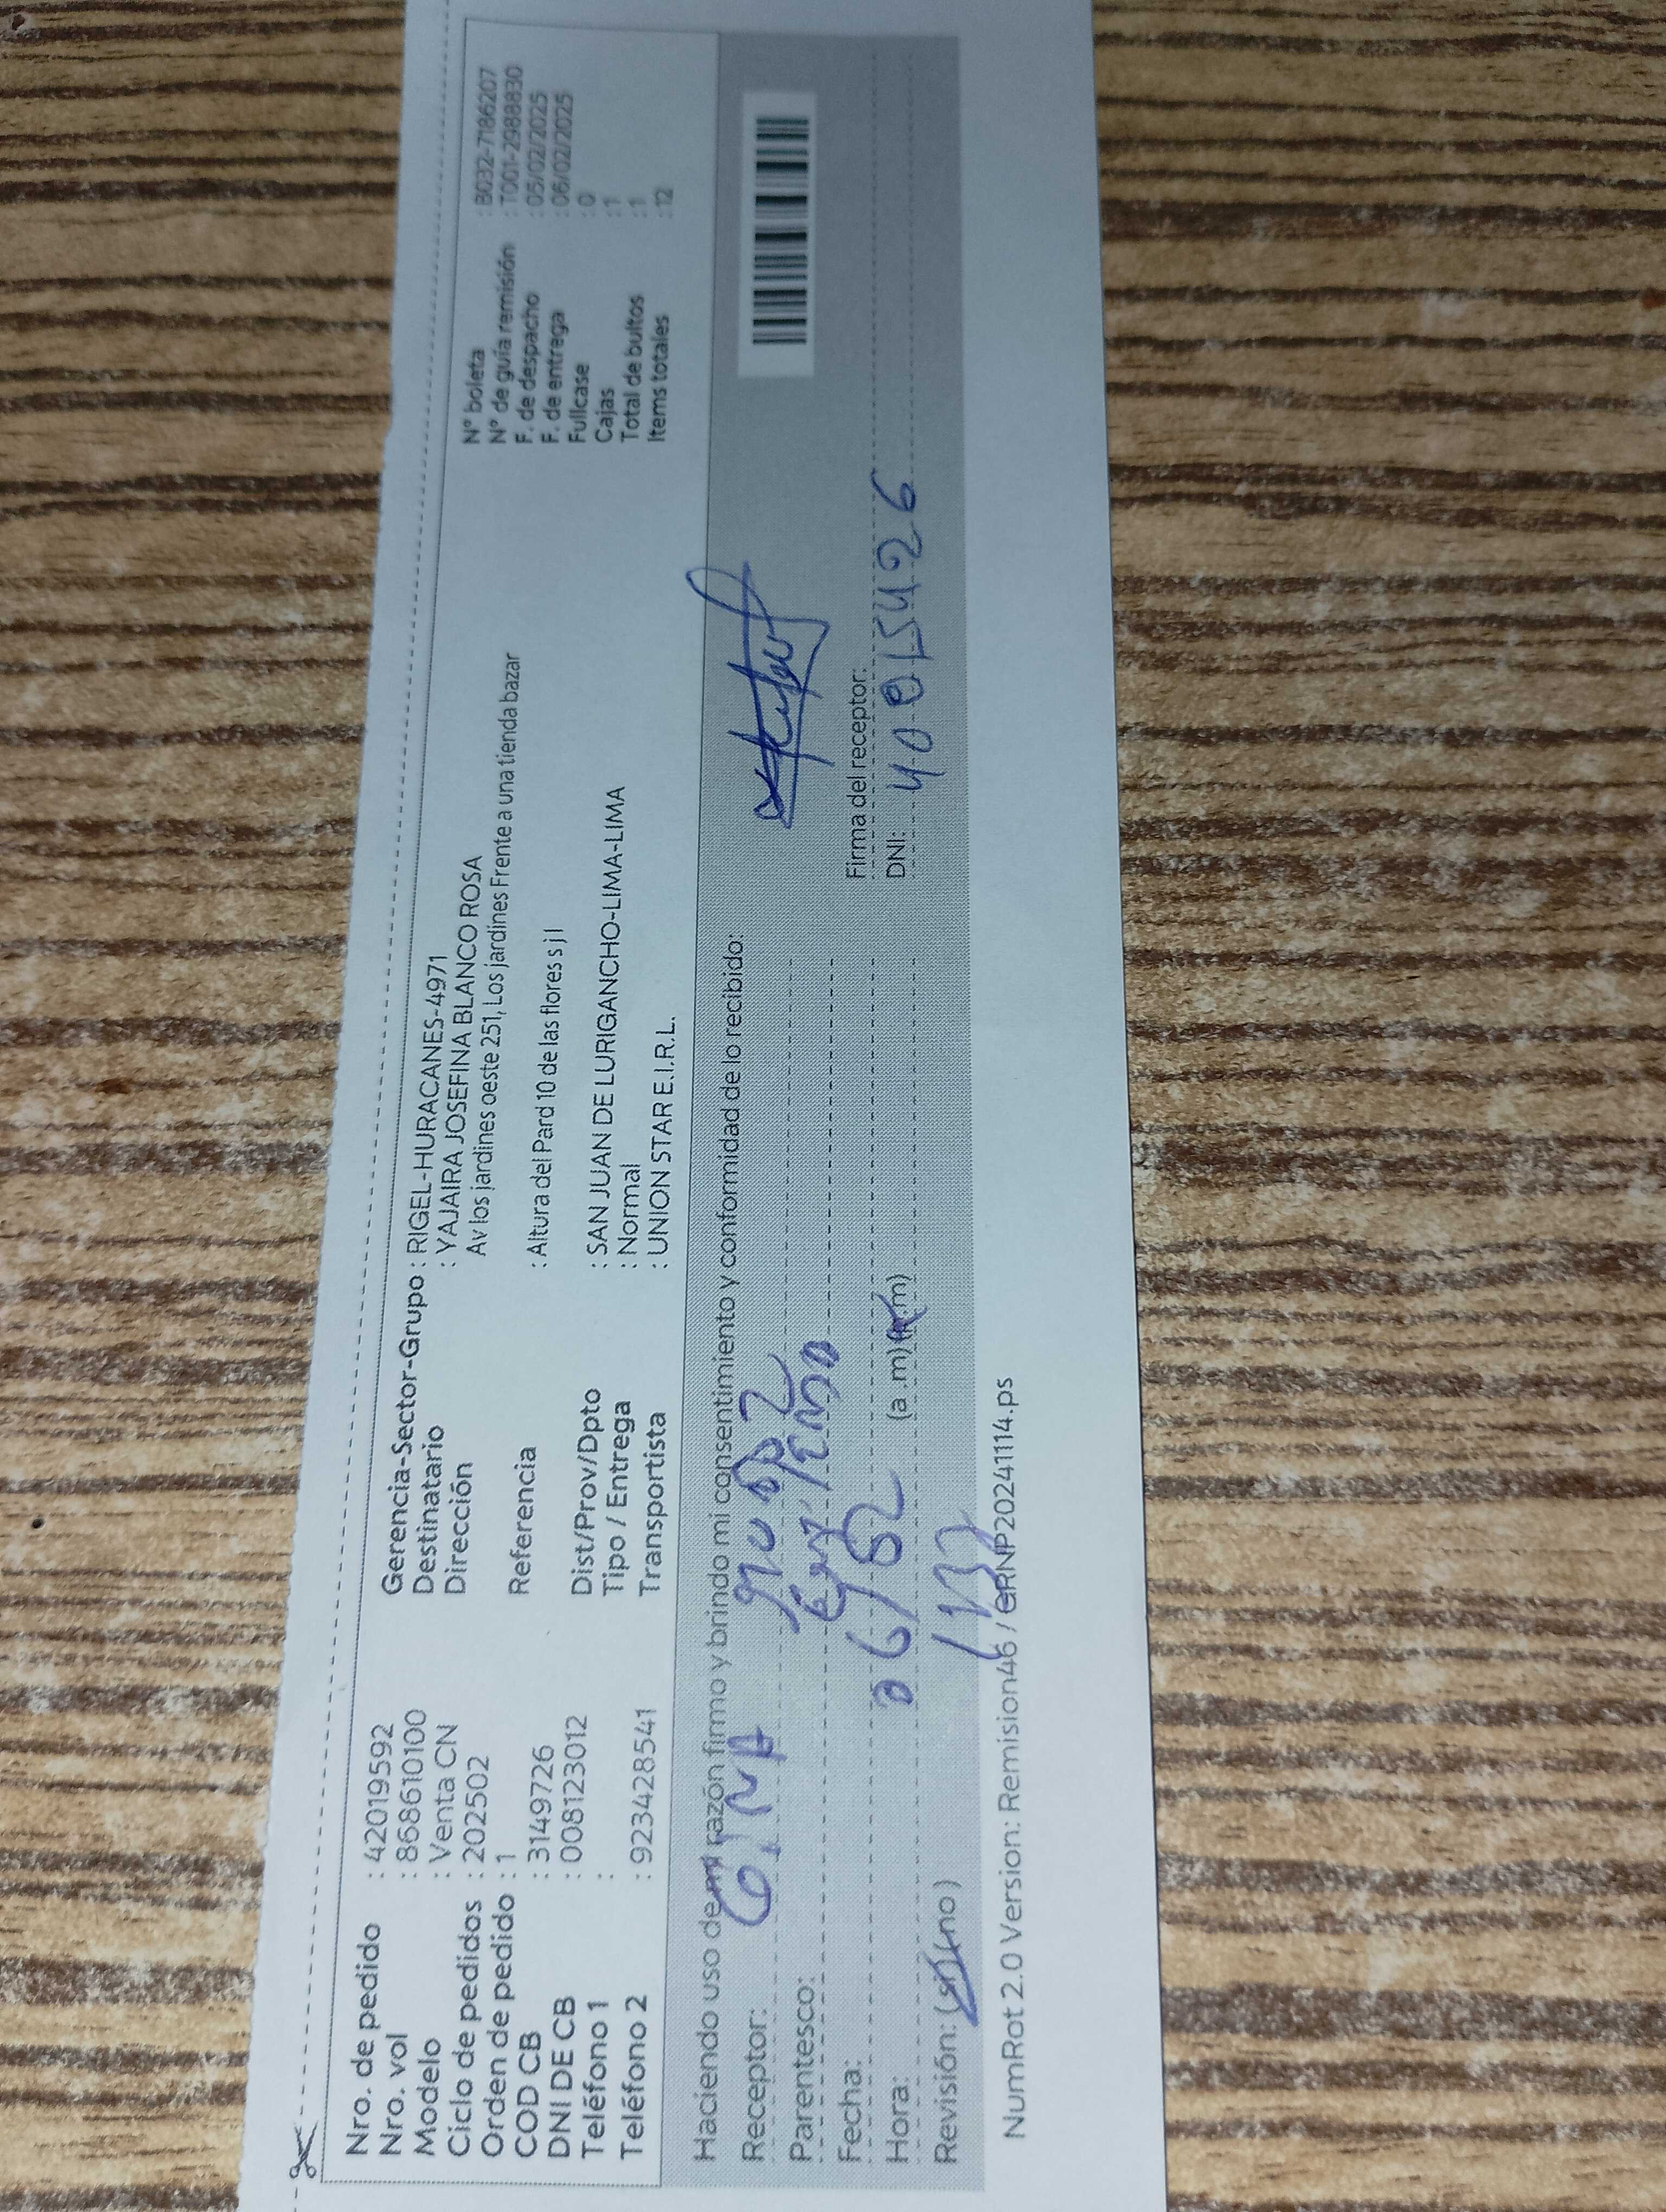 Nro. de pedido : 42019592
Nro. vol : 868610100
Modelo : Venta CN
Ciclo de pedidos : 202502
Orden de pedido : 1
COD CB : 31497726
DNI DE CB : 008123012
Teléfono 1 :
Teléfono 2 : 923428541
Gerencia-Sector-Grupo : RIGEL-HURACANES-4971
Destinatario : YAJAIRA JOSEFINA BLANCO ROSA
Dirección Av los jardines oeste 251, Los jardines Frente a una tienda bazar
Referencia : Altura del Pard 10 de las flores s j l
Dist/Prov/Dpto : SAN JUAN DE LURIGANCHO-LIMA-LIMA
Tipo / Entrega : Normal
Transportista : UNION STAR E.I.R.L.
N° boleta : B032-7186207
N° de guía remisión : T001-2988830
F. de despacho : 05/02/2025
F. de entrega : 06/02/2025
Fullcase : 0
Cajas : 1
Total de bultos : 1
Items totales : 12
Haciendo uso de mi razón firmo y brindo mi consentimiento y conformidad de lo recibido:
Receptor: GINA
Parentesco:
Fecha: 06/02
Hora: (a.m) (p.m)
Revisión: (si/no)
Firma del receptor:
DNI: 40015426
NumRot 2.0 Version: Remision46 / eRNP20241114.ps